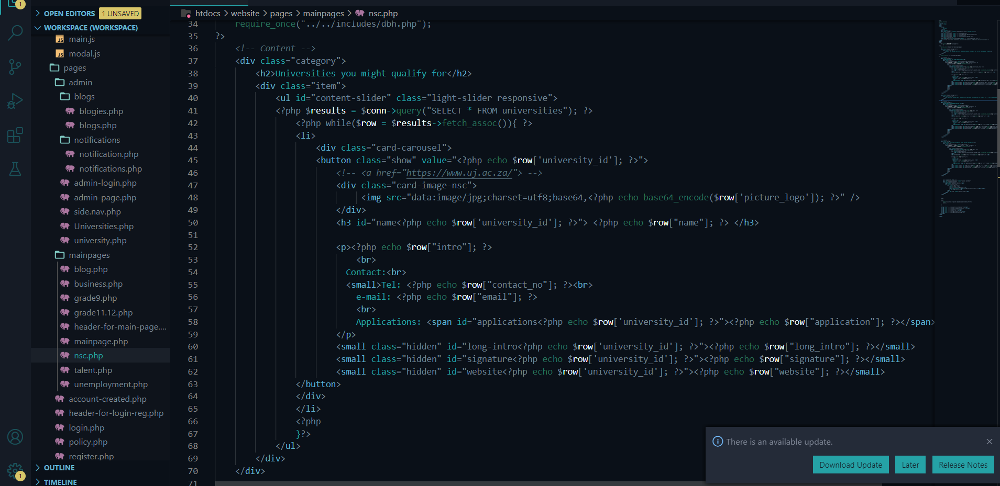 1
OPEN EDITORS 1 UNSAVED
WORKSPACE (WORKSPACE)
JS main.js
JS modal.js
pages
admin
blogs
blogies.php
blogs.php
notifications
notification.php
notifications.php
admin-login.php
admin-page.php
side.nav.php
Universities.php
university.php
mainpages
blog.php
business.php
grade9.php
grade11.12.php
header-for-main-page....
mainpage.php
nsc.php
talent.php
unemployment.php
account-created.php
header-for-login-reg.php
login.php
policy.php
register.php
OUTLINE
TIMELINE
1
htdocs > website > pages > mainpages > nsc.php
34 require_once("../../includes/dbh.php");
35 ?>
36 <!-- Content -->
37 <div class="category">
38 <h2>Universities you might qualify for</h2>
39 <div class="item">
40 <ul id="content-slider" class="light-slider responsive">
41 <?php $results = $conn->query("SELECT * FROM universities"); ?>
42 <?php while($row = $results->fetch_assoc()){ ?>
43 <li>
44 <div class="card-carousel">
45 <button class="show" value="<?php echo $row['university_id']; ?>">
46 <!-- <a href="https://www.uj.ac.za/"> -->
47 <div class="card-image-nsc">
48 <img src="data:image/jpg;charset=utf8;base64,<?php echo base64_encode($row['picture_logo']); ?>" />
49 </div>
50 <h3 id="name<?php echo $row['university_id']; ?>"> <?php echo $row["name"]; ?> </h3>
51
52 <p><?php echo $row["intro"]; ?>
53 <br>
54 Contact:<br>
55 <small>Tel: <?php echo $row["contact_no"]; ?><br>
56 e-mail: <?php echo $row["email"]; ?>
57 <br>
58 Applications: <span id="applications<?php echo $row['university_id']; ?>"><?php echo $row["application"]; ?></span>
59 </p>
60 <small class="hidden" id="long-intro<?php echo $row['university_id']; ?>"><?php echo $row["long_intro"]; ?></small>
61 <small class="hidden" id="signature<?php echo $row['university_id']; ?>"><?php echo $row["signature"]; ?></small>
62 <small class="hidden" id="website<?php echo $row['university_id']; ?>"><?php echo $row["website"]; ?></small>
63 </button>
64 </div>
65 </li>
66 <?php
67 }?>
68 </ul>
69 </div>
70 </div>
71
There is an available update.
Download Update Later Release Notes